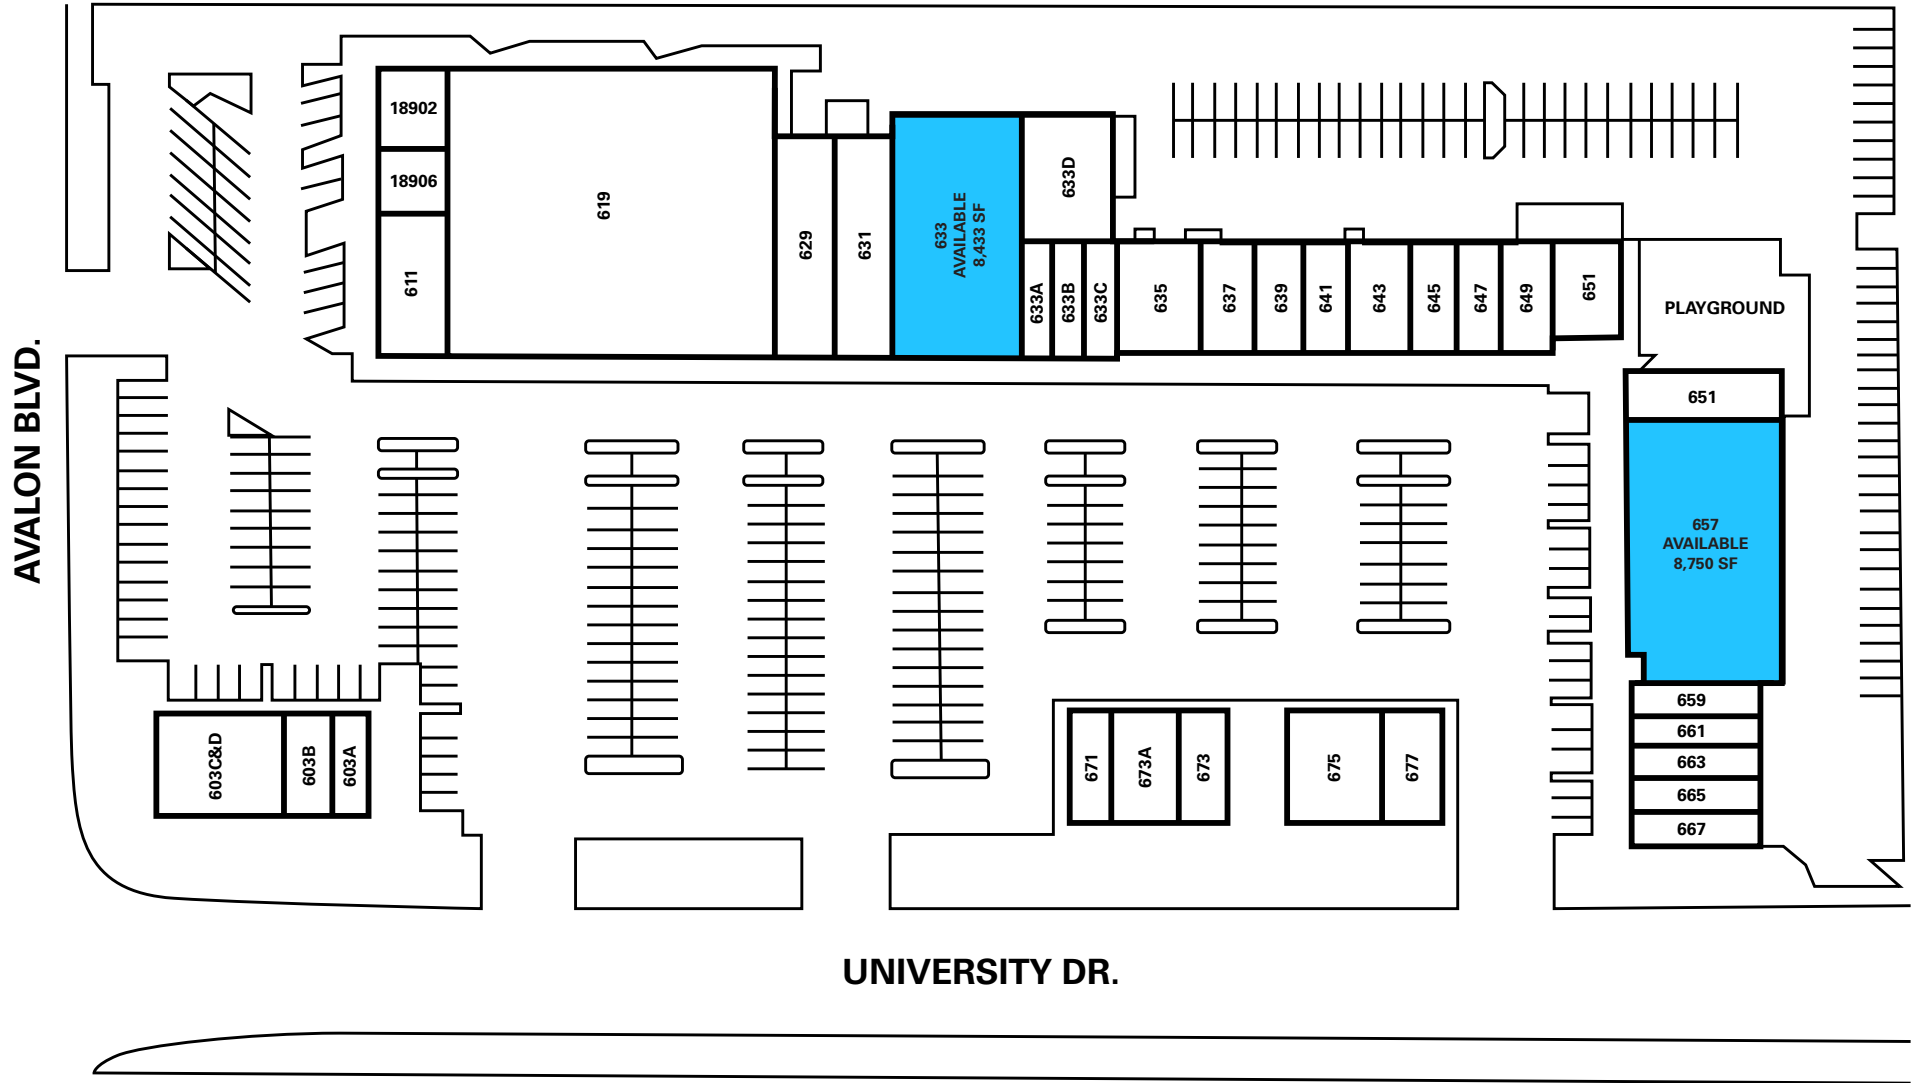 18902
18906
611
619
629
631
633
AVAILABLE
8,433 SF
633D
633A
633B
633C
635
637
639
641
643
645
647
649
651
PLAYGROUND
651
657
AVAILABLE
8,750 SF
659
661
663
665
667
AVALON BLVD.
603C&D
603B
603A
671
673A
673
675
677
UNIVERSITY DR.